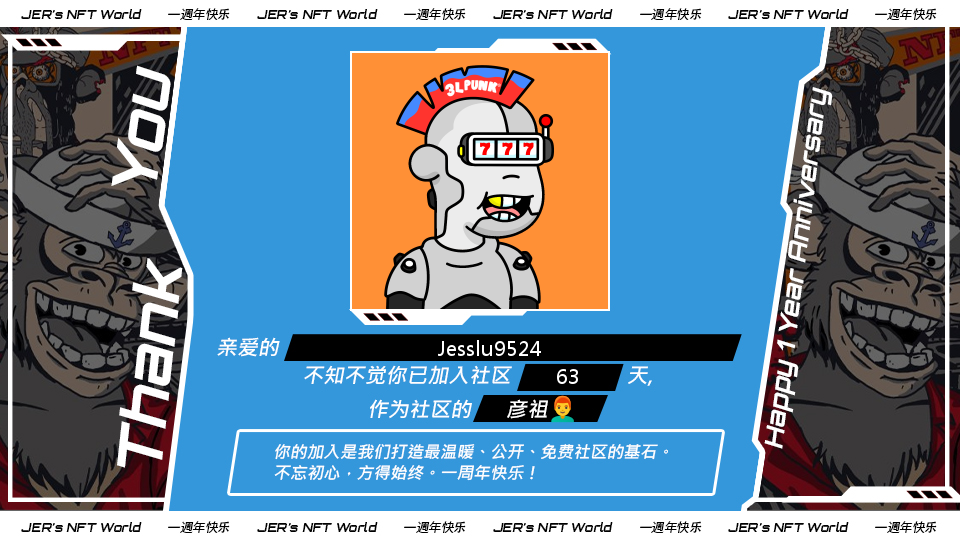 JER's NFT World 一週年快乐 JER's NFT World 一週年快乐 JER's NFT World 一週年快乐 JER's NFT World 一週年快乐
Thank You
3LPUNK
777
Happy 1 Year Anniversary
亲爱的 Jesslu9524
不知不觉你已加入社区 63 天,
作为社区的 彦祖👨‍🦰
你的加入是我们打造最温暖、公开、免费社区的基石。
不忘初心，方得始终。一周年快乐！
JER's NFT World 一週年快乐 JER's NFT World 一週年快乐 JER's NFT World 一週年快乐 JER's NFT World 一週年快乐